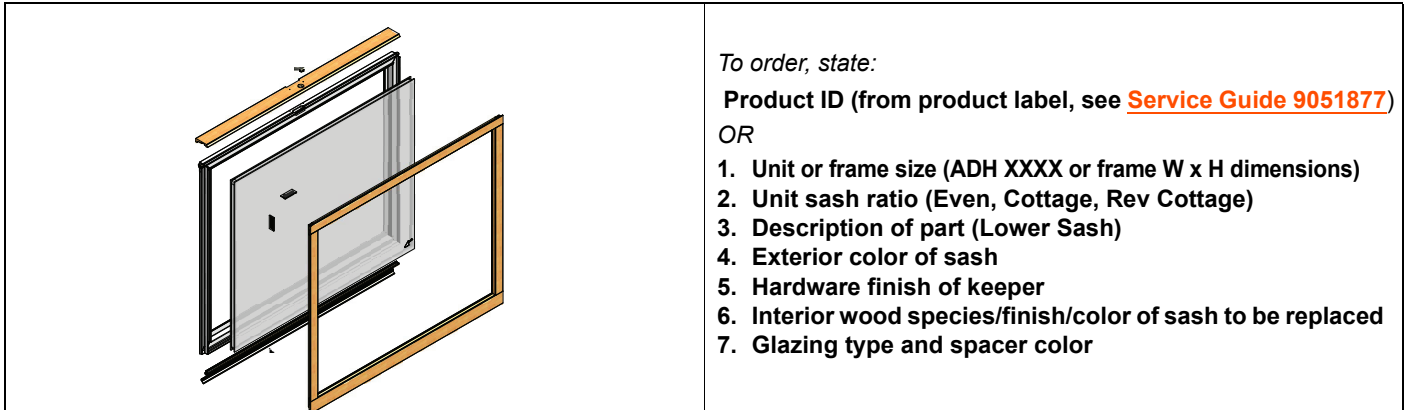 To order, state:
Product ID (from product label, see Service Guide 9051877)
OR
1. Unit or frame size (ADH XXXX or frame W x H dimensions)
2. Unit sash ratio (Even, Cottage, Rev Cottage)
3. Description of part (Lower Sash)
4. Exterior color of sash
5. Hardware finish of keeper
6. Interior wood species/finish/color of sash to be replaced
7. Glazing type and spacer color